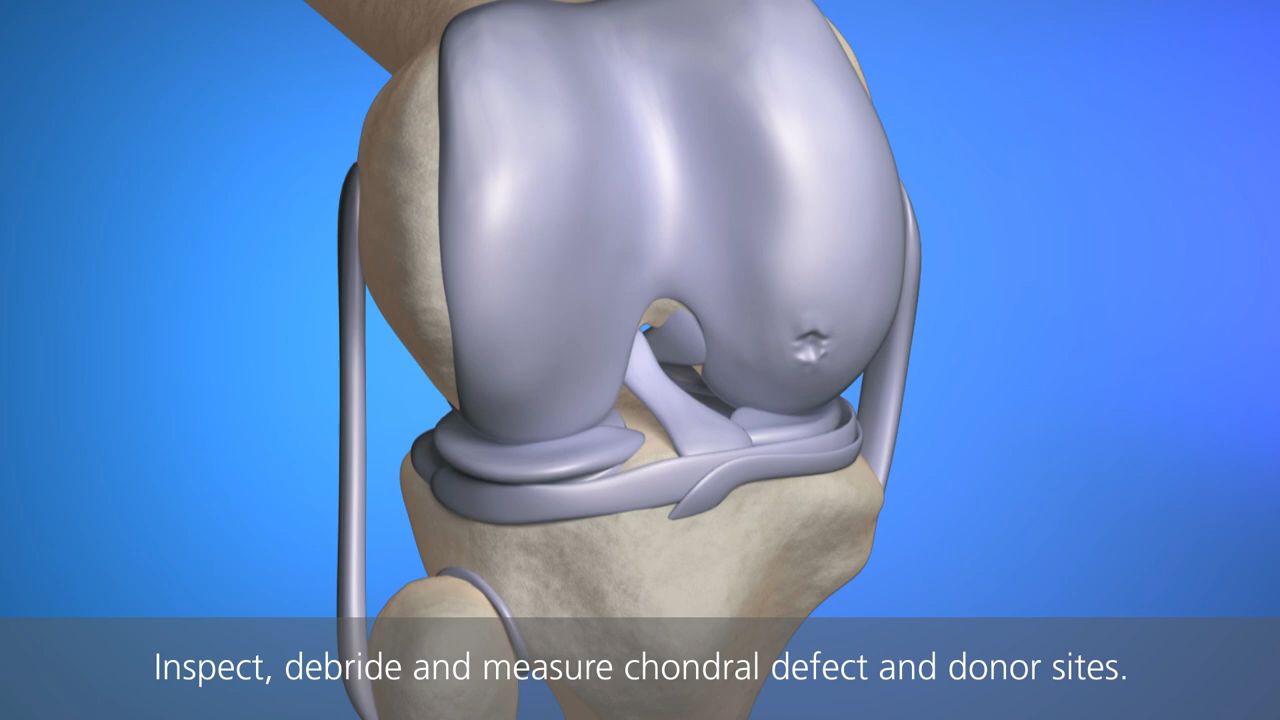 Inspect, debride and measure chondral defect and donor sites.